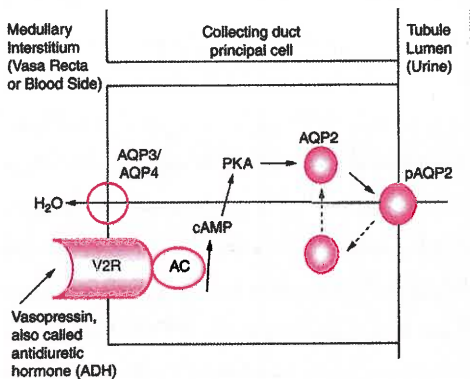 Medullary
Interstitium
(Vasa Recta
or Blood Side)
Collecting duct
principal cell
Tubule
Lumen
(Urine)
AQP3/
AQP4
PKA
AQP2
pAQP2
H₂O
cAMP
V2R
AC
Vasopressin,
also called
antidiuretic
hormone (ADH)